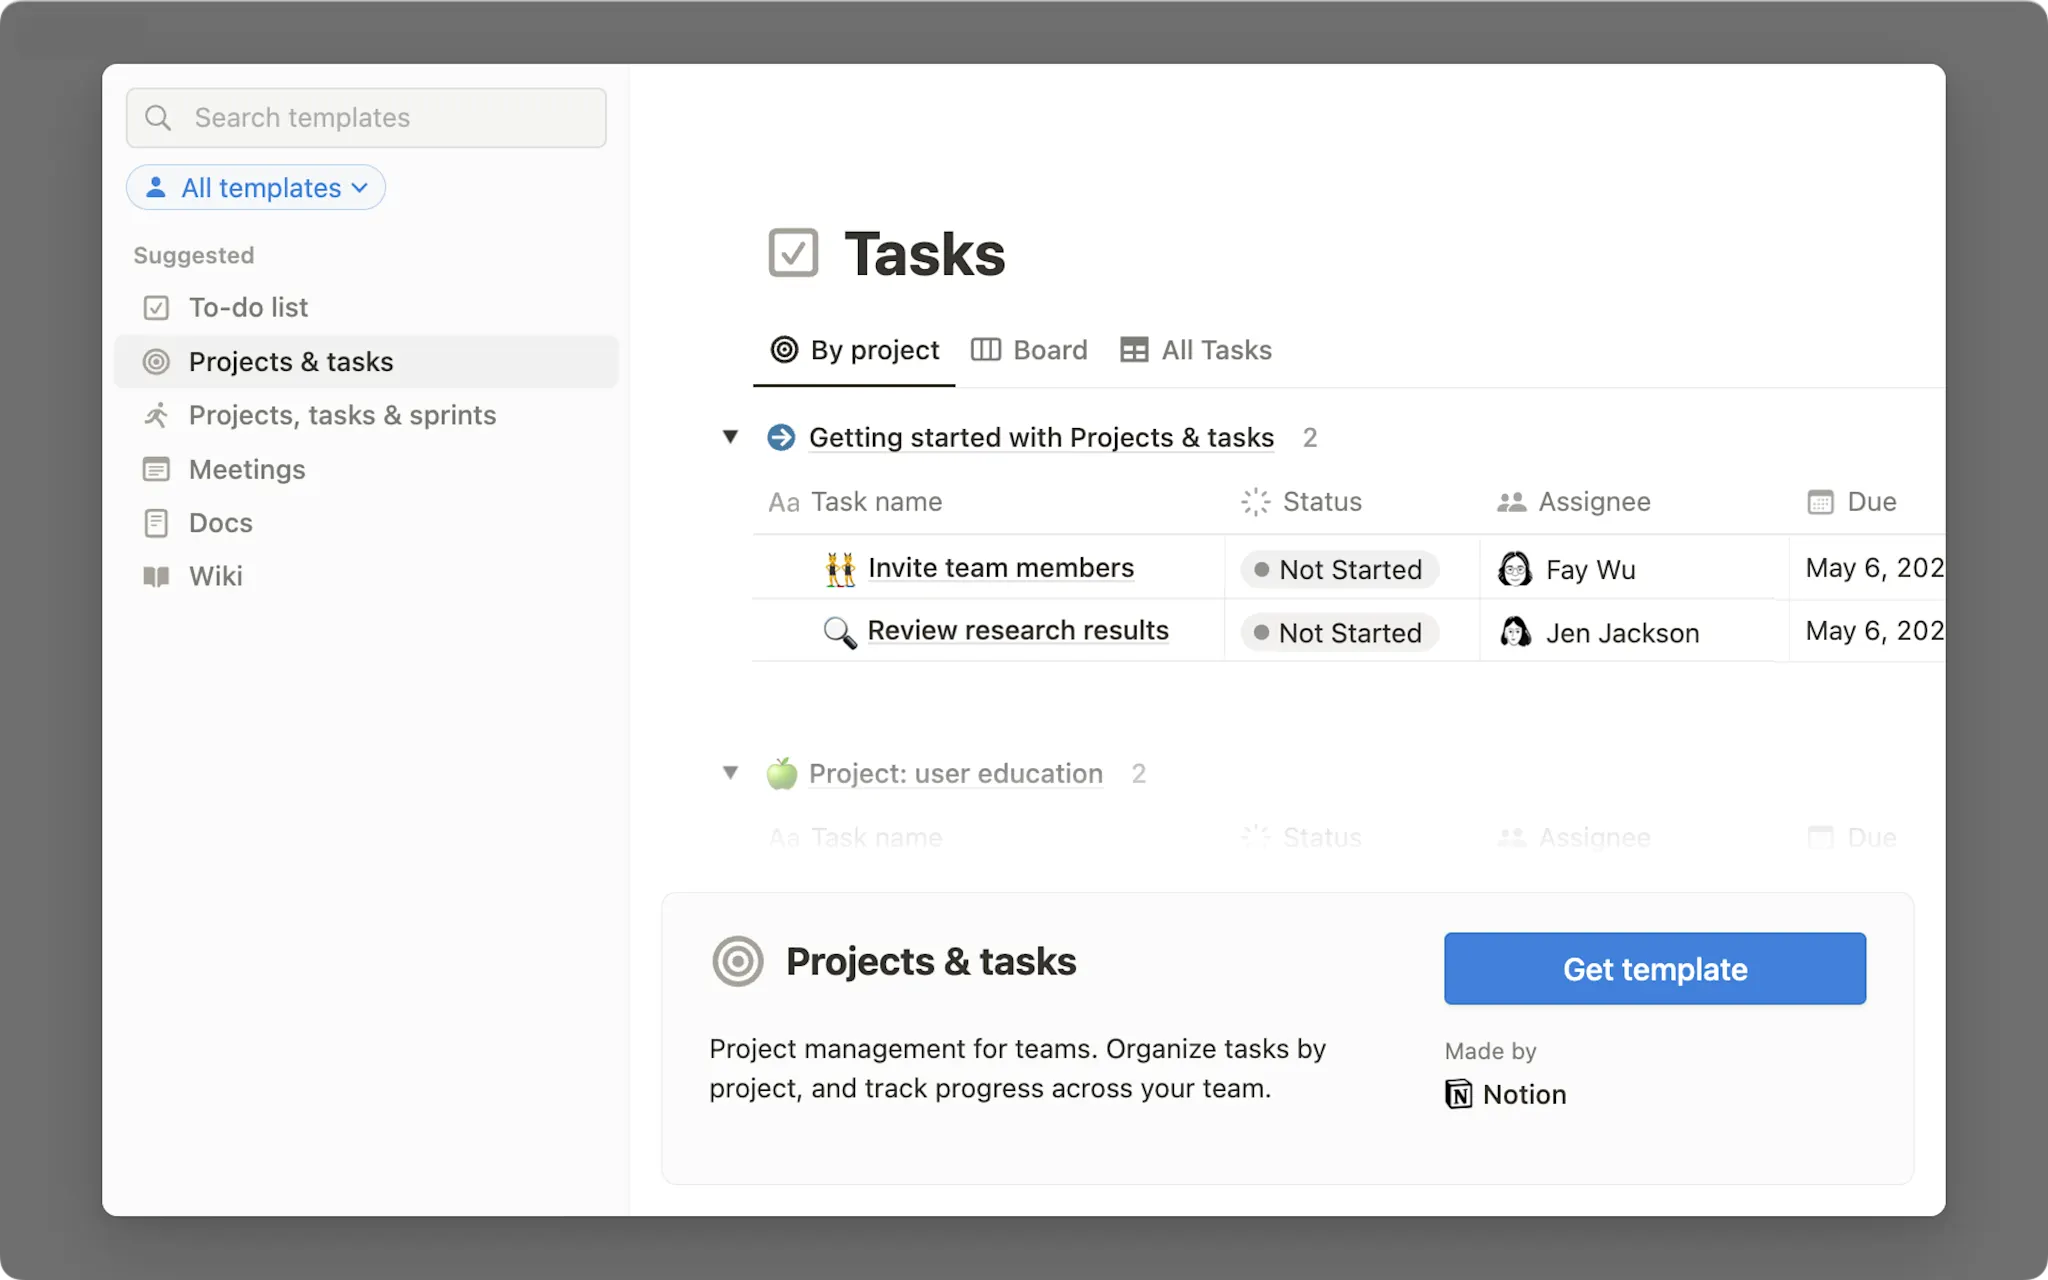 Search templates
All templates
Suggested
To-do list
Projects & tasks
Projects, tasks & sprints
Meetings
Docs
Wiki
Tasks
By project Board All Tasks
Getting started with Projects & tasks 2
Aa Task name Status Assignee Due
Invite team members Not Started Fay Wu May 6, 202
Review research results Not Started Jen Jackson May 6, 202
Project: user education 2
Aa Task name Status Assignee Due
Projects & tasks
Project management for teams. Organize tasks by
project, and track progress across your team.
Get template
Made by
Notion